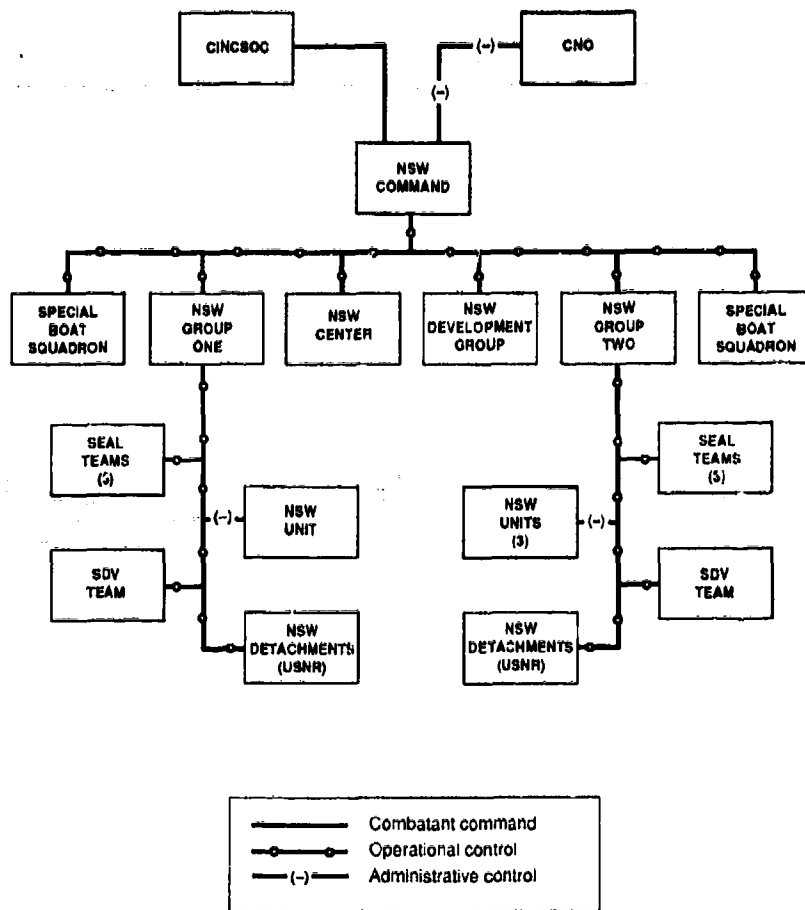 CINCSOC
CNO
(-)
(-)
NSW
COMMAND
SPECIAL
BOAT
SQUADRON
NSW
GROUP
ONE
NSW
CENTER
NSW
DEVELOPMENT
GROUP
NSW
GROUP
TWO
SPECIAL
BOAT
SQUADRON
SEAL
TEAMS
NSW
UNIT
(-)
SDV
TEAM
NSW
DETACHMENTS
(USNR)
SEAL
TEAMS
NSW
UNITS
(3)
(-)
SDV
TEAM
NSW
DETACHMENTS
(USNR)
Combatant command
Operational control
(-) Administrative control